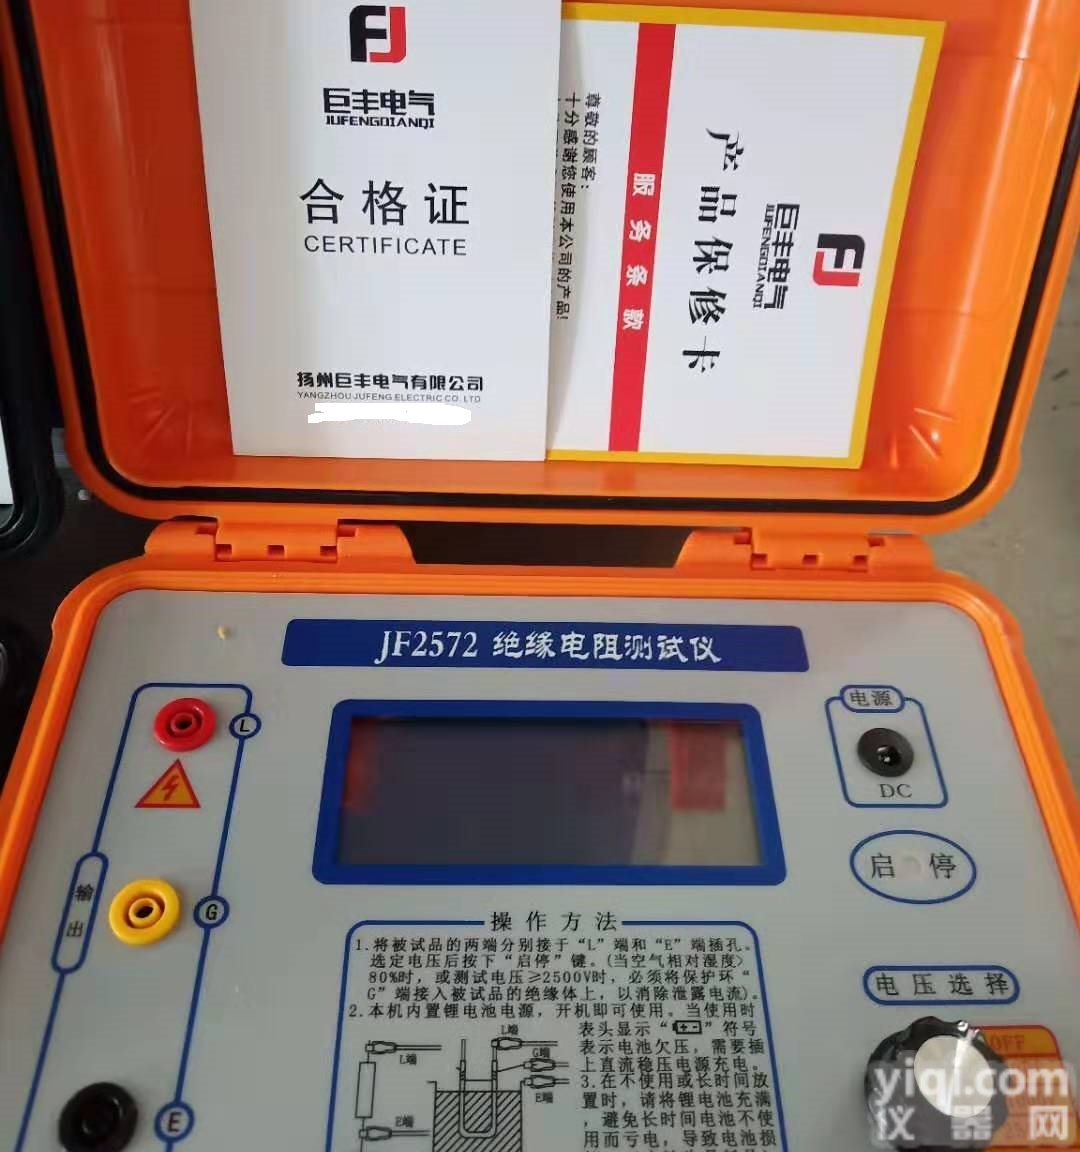 FJ
巨丰电气
JUFENGDIANQI
合格证
CERTIFICATE
扬州巨丰电气有限公司
YANGZHOU JUFENG ELECTRIC CO. LTD
FJ
巨丰电气
JUFENGDIANQI
产品保修卡
服务条款
尊敬的顾客：
十分感谢您使用本公司的产品!
JF2572 绝缘电阻测试仪
L
G
E
输出
电源
DC
启 停
电压选择
OFF
操作方法
1.将被试品的两端分别接于“L”端和“E”端插孔。
选定电压后按下“启停”键。(当空气相对湿度>
80%时，或测试电压≥2500V时，必须将保护环“
G”端接入被试品的绝缘体上，以消除泄露电流)。
2.本机内置锂电池电源，开机即可使用。当使用时
表头显示“ ”符号
表示电池欠压，需要插
上直流稳压电源充电。
3.在不使用或长时间放
置时，请将锂电池充满
，避免长时间电池不使
用而亏电，导致电池损
L端
E端
L端
G端
E端
yiqi.com
仪器网